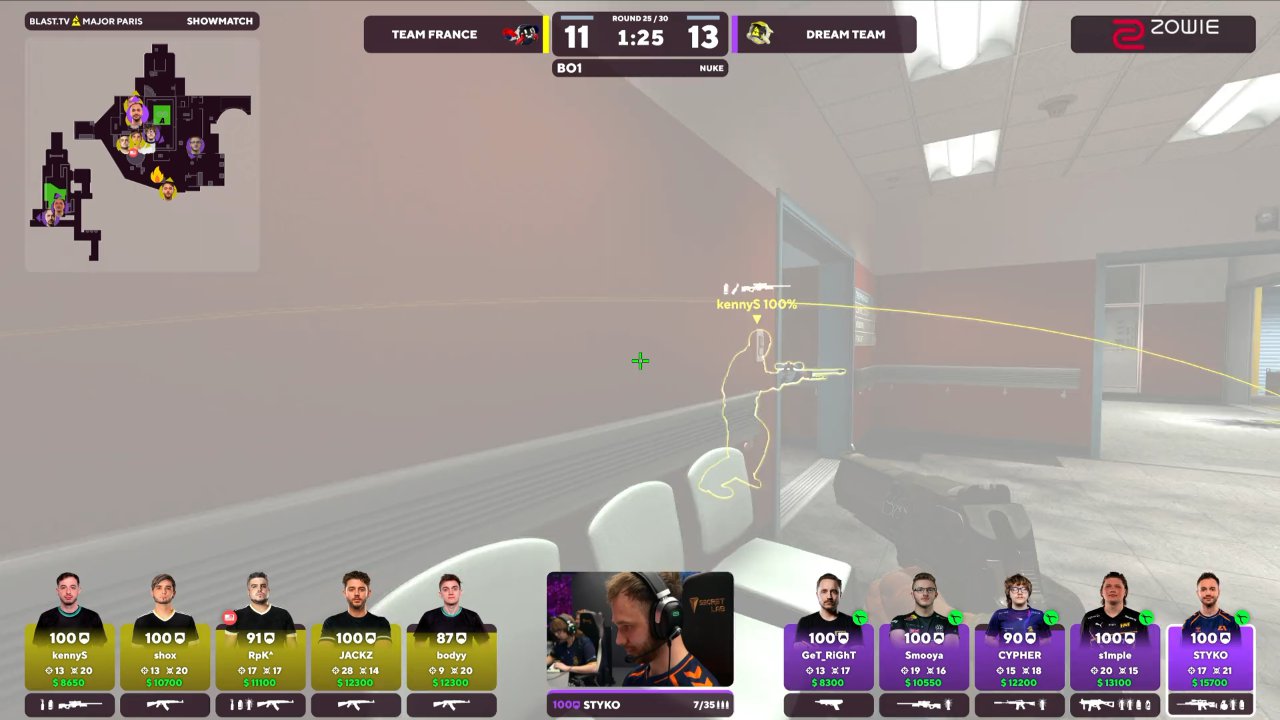 BLAST.TV MAJOR PARIS SHOWMATCH
TEAM FRANCE
11
ROUND 25 / 30
1:25
13
DREAM TEAM
BO1 NUKE
ZOWIE
kennyS 100%
SECRET
LAB
100 100 91 100 87
kennyS shox RpK^ JACKZ bodyy
13 20 13 20 17 17 28 14 9 20
$ 8650 $ 10700 $ 11100 $ 12300 $ 12300
100 STYKO 7/35
100 100 90 100 100
GeT_RiGhT Smooya CYPHER s1mple STYKO
13 17 19 16 15 18 20 15 17 21
$ 8300 $ 10550 $ 12200 $ 13100 $ 15700